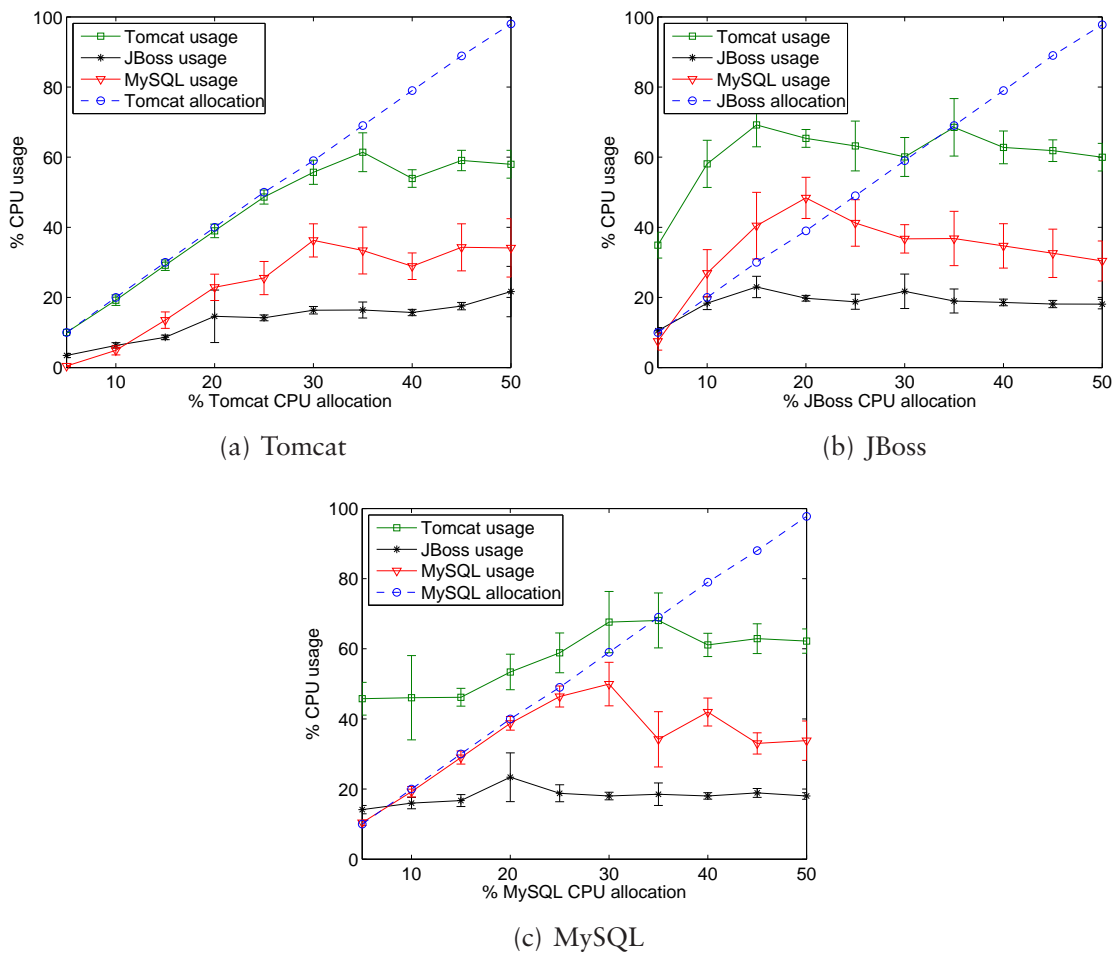 100
80
60
40
20
0
% CPU usage
Tomcat usage
JBoss usage
MySQL usage
Tomcat allocation
10 20 30 40 50
% Tomcat CPU allocation
(a) Tomcat
100
80
60
40
20
0
% CPU usage
Tomcat usage
JBoss usage
MySQL usage
JBoss allocation
10 20 30 40 50
% JBoss CPU allocation
(b) JBoss
100
80
60
40
20
0
% CPU usage
Tomcat usage
JBoss usage
MySQL usage
MySQL allocation
10 20 30 40 50
% MySQL CPU allocation
(c) MySQL